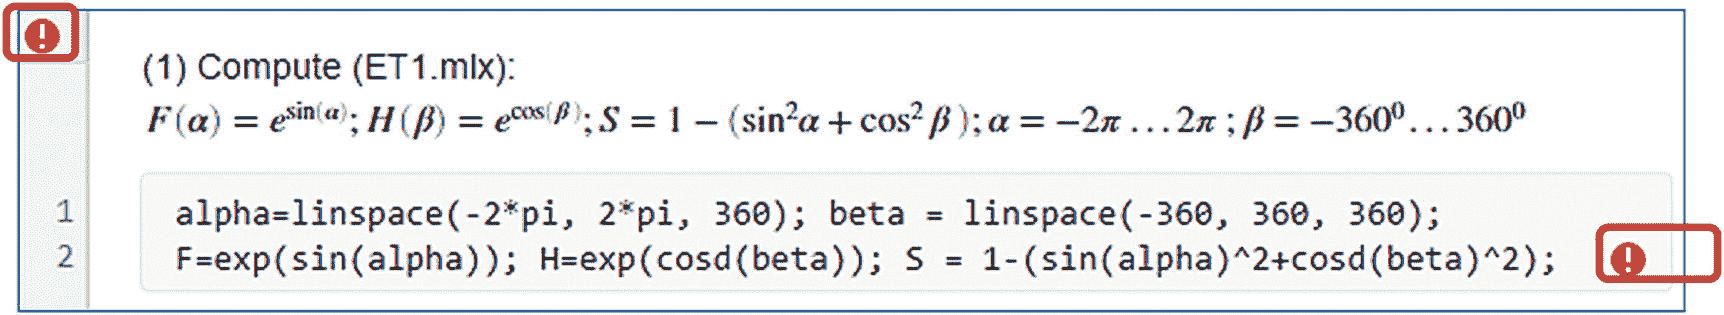 (1) Compute (ET1.mlx):
F(α) = e^sin(α); H(β) = e^cos(β); S = 1 − (sin²α + cos² β); α = −2π …2π ; β = −360⁰…360⁰
1 alpha=linspace(-2*pi, 2*pi, 360); beta = linspace(-360, 360, 360);
2 F=exp(sin(alpha)); H=exp(cosd(beta)); S = 1-(sin(alpha)^2+cosd(beta)^2);